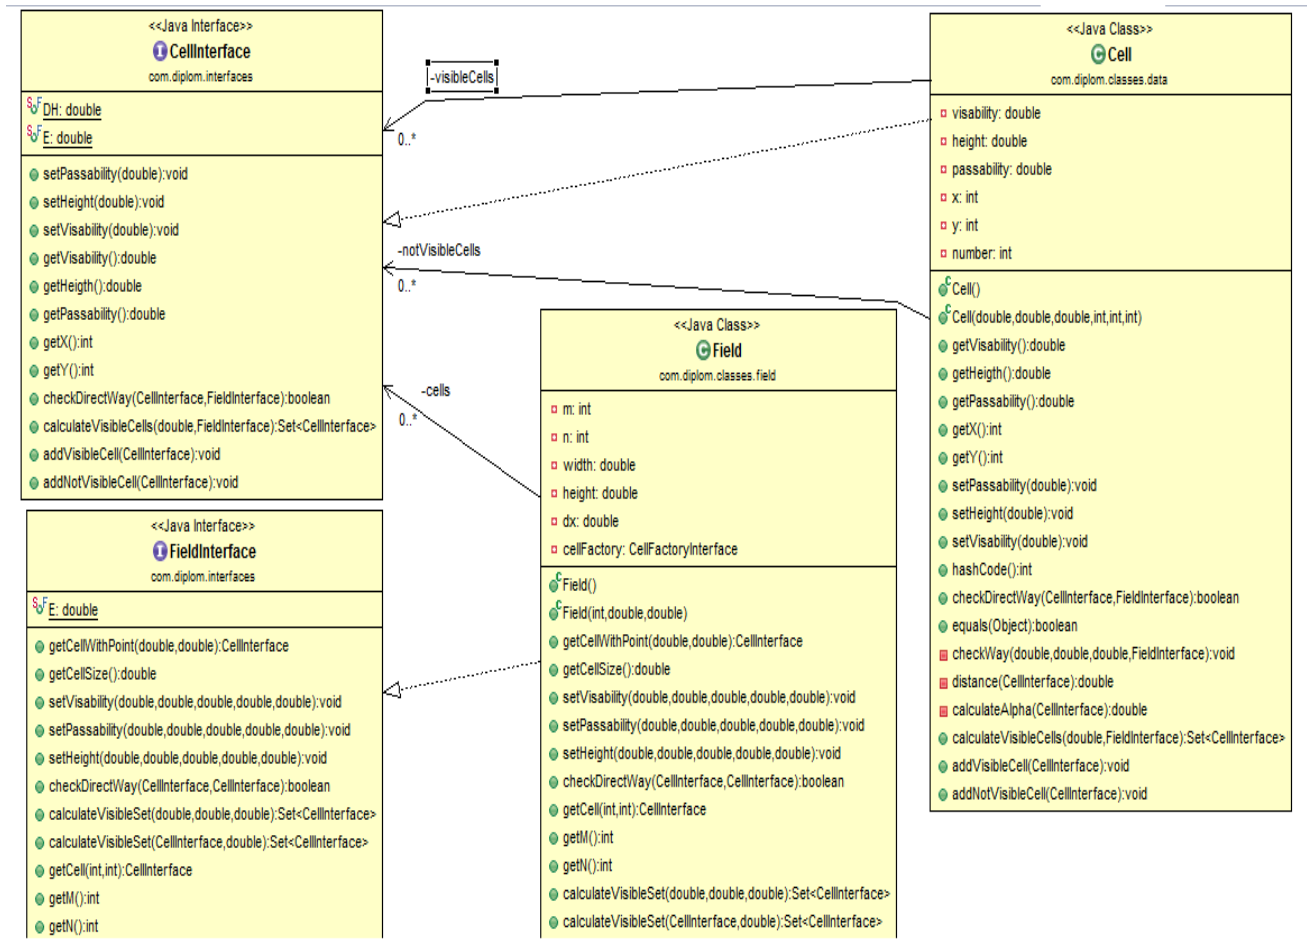 <<Java Interface>>
CellInterface
com.diplom.interfaces
DH: double
E: double
setPassability(double):void
setHeight(double):void
setVisability(double):void
getVisability():double
getHeigth():double
getPassability():double
getX():int
getY():int
checkDirectWay(CellInterface,FieldInterface):boolean
calculateVisibleCells(double,FieldInterface):Set<CellInterface>
addVisibleCell(CellInterface):void
addNotVisibleCell(CellInterface):void
-visibleCells
0..*
-notVisibleCells
0..*
-cells
0..*
<<Java Class>>
Cell
com.diplom.classes.data
visability: double
height: double
passability: double
x: int
y: int
number: int
Cell()
Cell(double,double,double,int,int,int)
getVisability():double
getHeigth():double
getPassability():double
getX():int
getY():int
setPassability(double):void
setHeight(double):void
setVisability(double):void
hashCode():int
checkDirectWay(CellInterface,FieldInterface):boolean
equals(Object):boolean
checkWay(double,double,double,FieldInterface):void
distance(CellInterface):double
calculateAlpha(CellInterface):double
calculateVisibleCells(double,FieldInterface):Set<CellInterface>
addVisibleCell(CellInterface):void
addNotVisibleCell(CellInterface):void
<<Java Interface>>
FieldInterface
com.diplom.interfaces
E: double
getCellWithPoint(double,double):CellInterface
getCellSize():double
setVisability(double,double,double,double,double):void
setPassability(double,double,double,double,double):void
setHeight(double,double,double,double,double):void
checkDirectWay(CellInterface,CellInterface):boolean
calculateVisibleSet(double,double,double):Set<CellInterface>
calculateVisibleSet(CellInterface,double):Set<CellInterface>
getCell(int,int):CellInterface
getM():int
getN():int
<<Java Class>>
Field
com.diplom.classes.field
m: int
n: int
width: double
height: double
dx: double
cellFactory: CellFactoryInterface
Field()
Field(int,double,double)
getCellWithPoint(double,double):CellInterface
getCellSize():double
setVisability(double,double,double,double,double):void
setPassability(double,double,double,double,double):void
setHeight(double,double,double,double,double):void
checkDirectWay(CellInterface,CellInterface):boolean
getCell(int,int):CellInterface
getM():int
getN():int
calculateVisibleSet(double,double,double):Set<CellInterface>
calculateVisibleSet(CellInterface,double):Set<CellInterface>